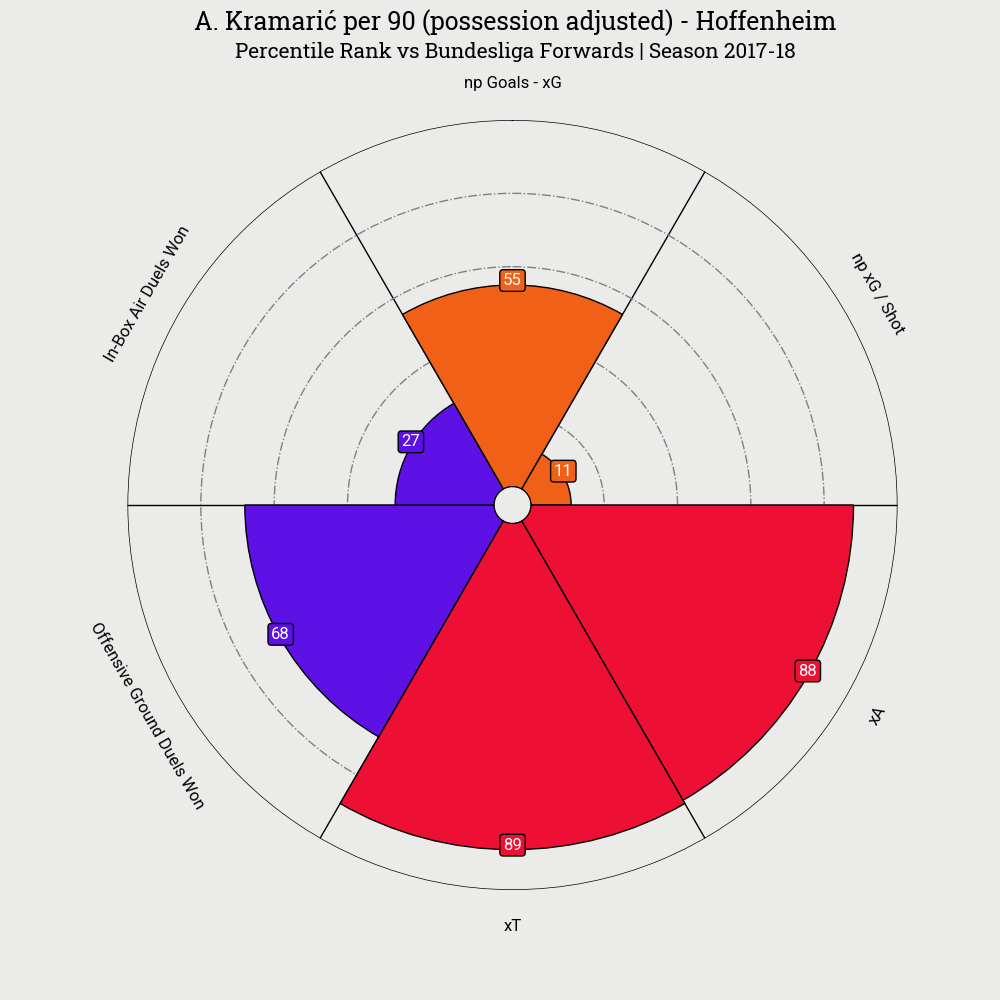 A. Kramarić per 90 (possession adjusted) - Hoffenheim
Percentile Rank vs Bundesliga Forwards | Season 2017-18
np Goals - xG
In-Box Air Duels Won
np xG / Shot
55
27
11
68
88
Offensive Ground Duels Won
xA
89
xT